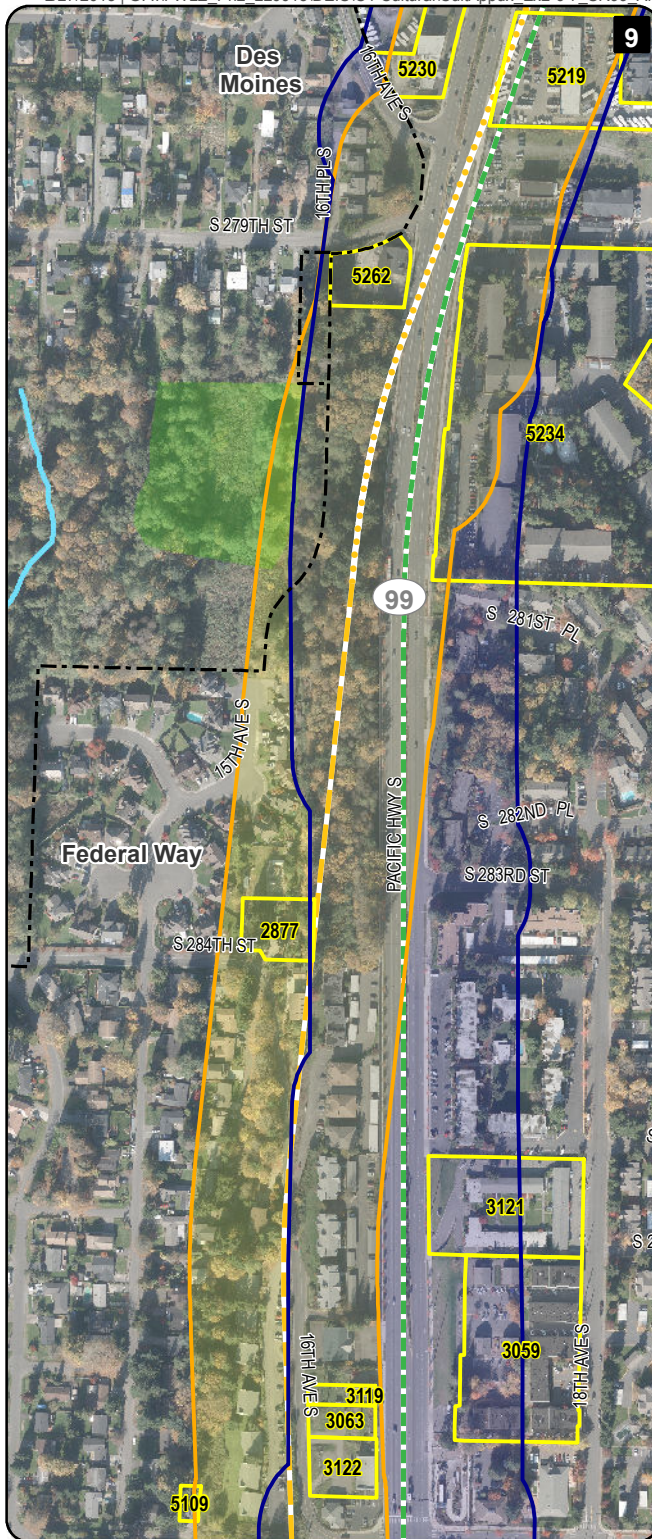 9
Des
Moines
16TH AVE S
5230
5219
16TH PL S
S 279TH ST
5262
5234
99
S 281ST PL
15TH AVE S
PACIFIC HWY S
S 282ND PL
Federal Way
S 283RD ST
2877
S 284TH ST
3121
3059
16TH AVE S
18TH AVE S
3119
3063
3122
5109